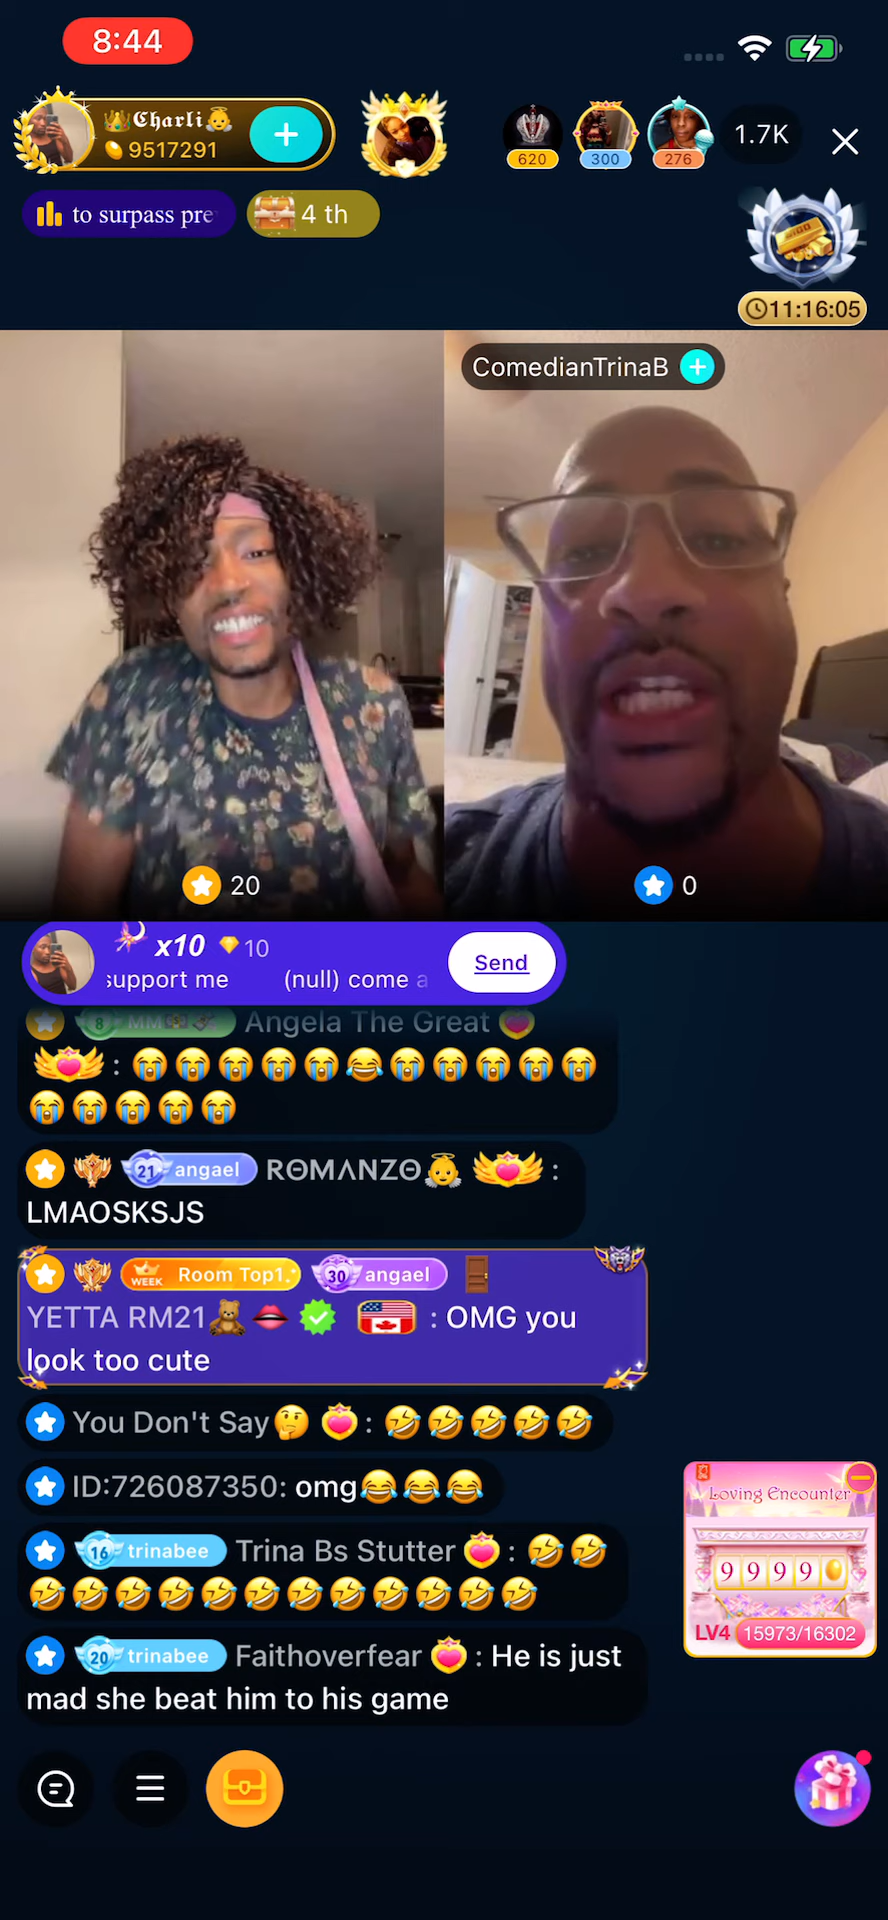 8:44
𝕮𝖍𝖆𝖗𝖑𝖎
9517291
620
300
276
1.7K
to surpass pre
4 th
11:16:05
ComedianTrinaB
20
0
x10 10
support me (null) come a
Send
8 MM Angela The Great
:
21 angael ROMANZO :
LMAOSKSJS
WEEK Room Top1 30 angael
YETTA RM21 : OMG you
look too cute
You Don't Say :
ID:726087350: omg
16 trinabee Trina Bs Stutter :
20 trinabee Faithoverfear : He is just
mad she beat him to his game
Loving Encounter
9 9 9 9
LV4 15973/16302